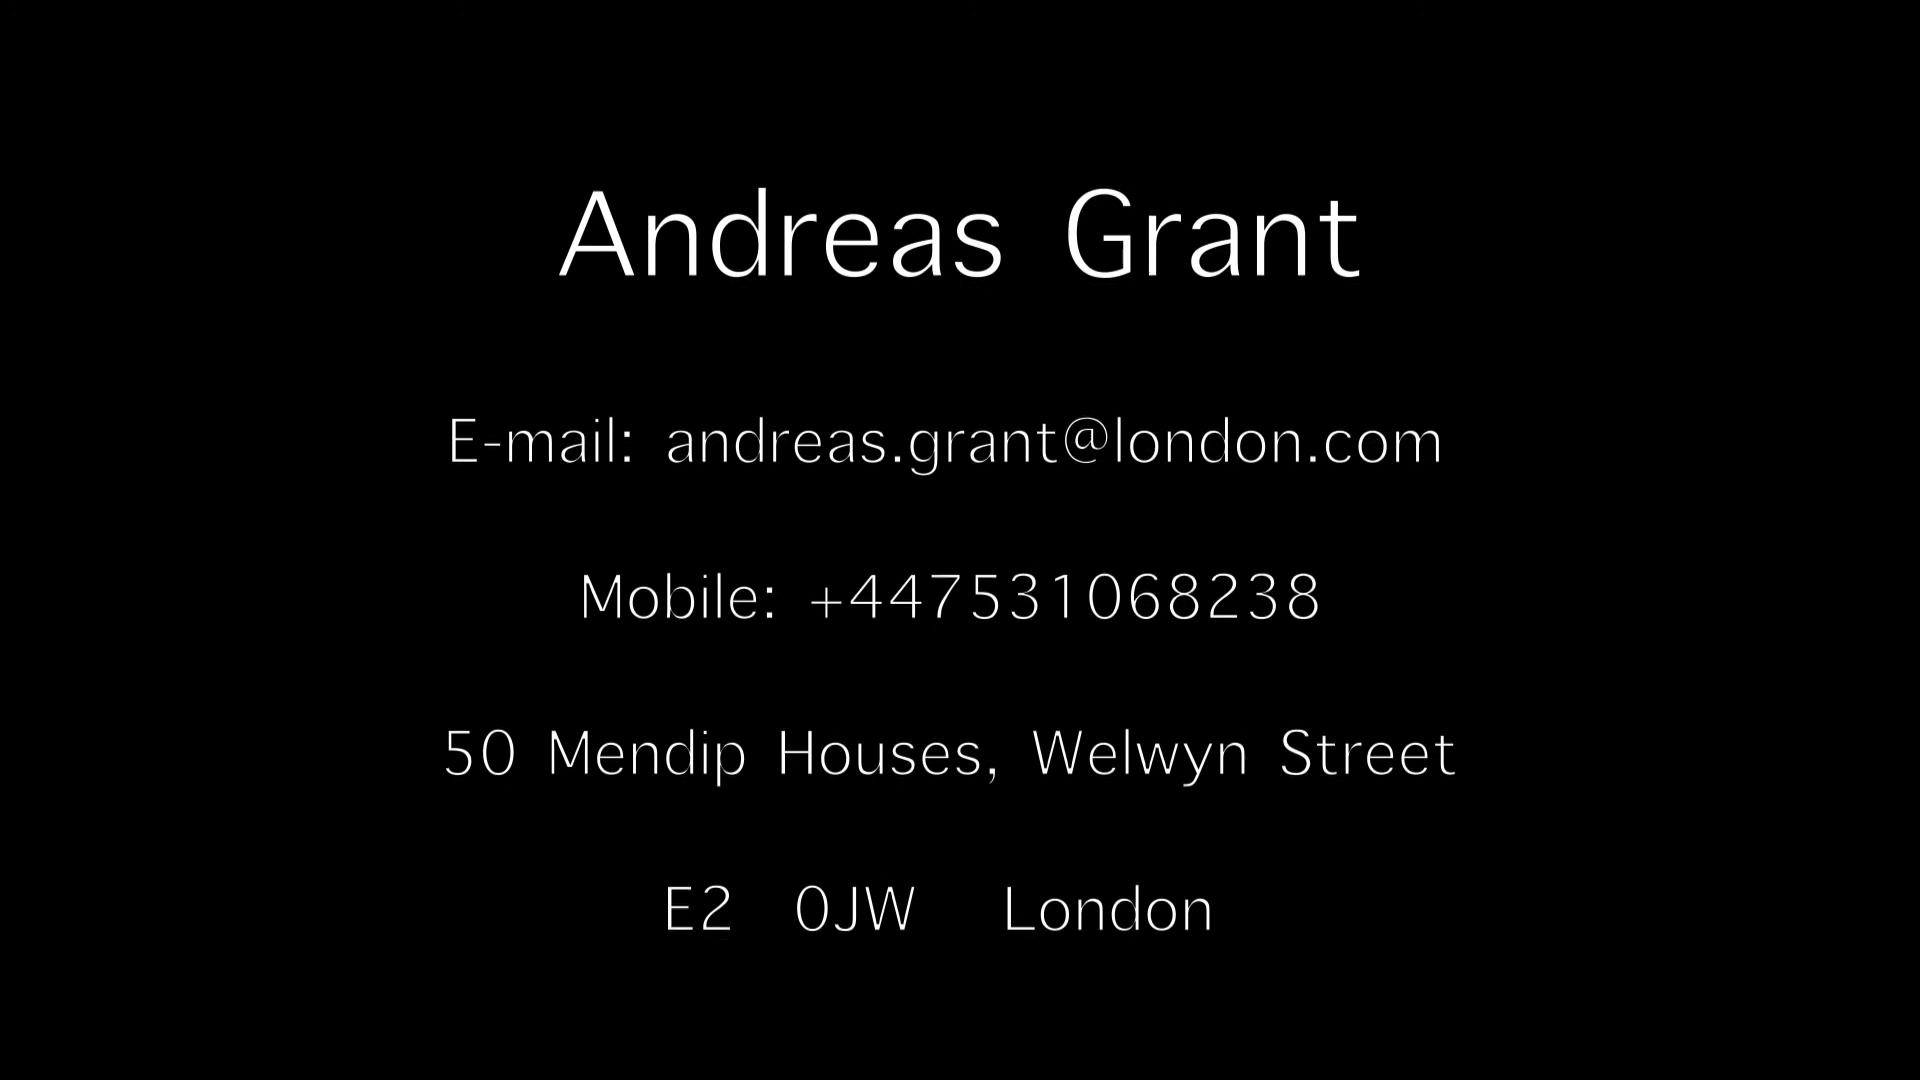 Andreas Grant
E-mail: andreas.grant@london.com
Mobile: +447531068238
50 Mendip Houses, Welwyn Street
E2 0JW London